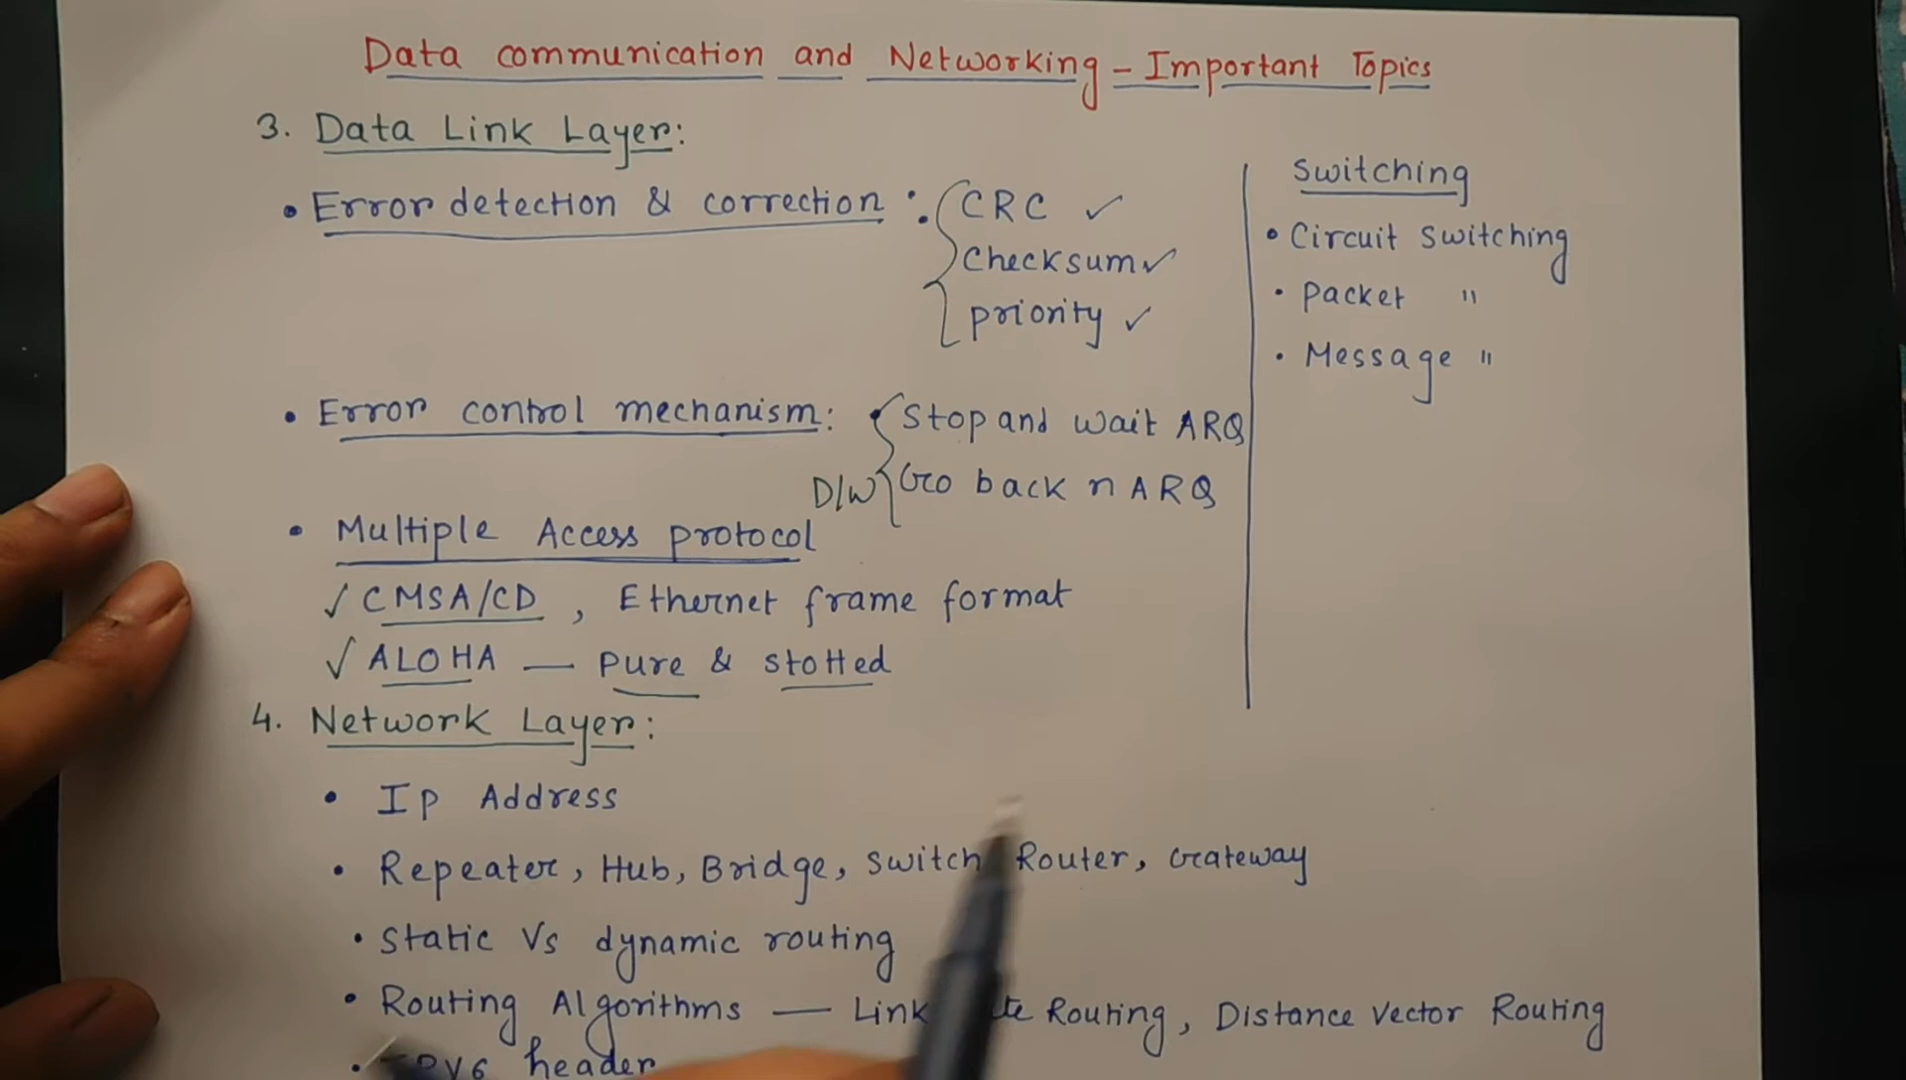 Data communication and Networking - Important Topics
3. Data Link Layer:
• Error detection & correction : CRC ✓
Checksum ✓
priority ✓
• Error control mechanism: • Stop and wait ARQ
D/W Go back n ARQ
• Multiple Access protocol
✓ CMSA/CD , Ethernet frame format
✓ ALOHA — Pure & slotted
4. Network Layer:
• Ip Address
• Repeater, Hub, Bridge, Switch Router, Gateway
• Static Vs dynamic routing
• Routing Algorithms — Link Routing, Distance Vector Routing
• header
Switching
• Circuit Switching
• Packet "
• Message "